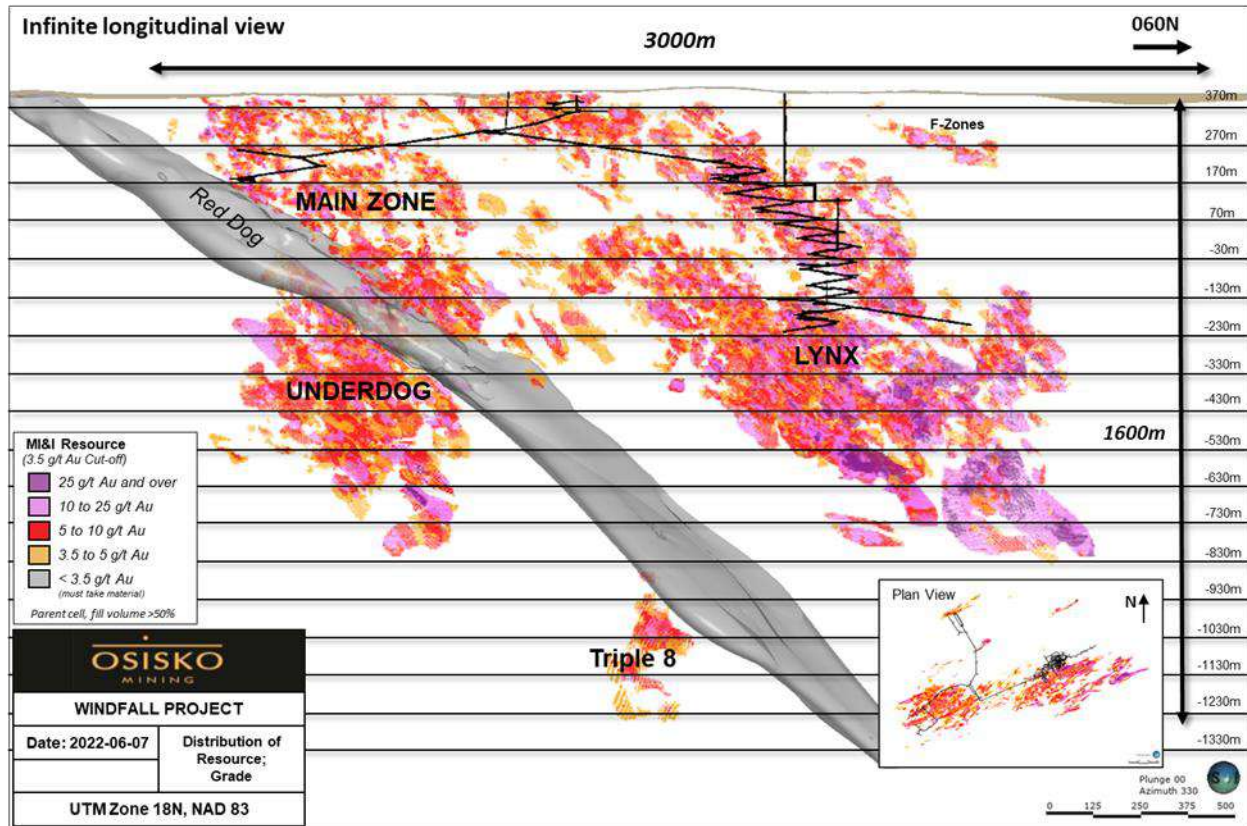 Infinite longitudinal view
3000m
060N
370m
F-Zones
270m
170m
Red Dog
MAIN ZONE
70m
-30m
-130m
-230m
LYNX
-330m
UNDERDOG
-430m
1600m
-530m
-630m
-730m
-830m
-930m
-1030m
Triple 8
-1130m
-1230m
-1330m
MI&I Resource
(3.5 g/t Au Cut-off)
25 g/t Au and over
10 to 25 g/t Au
5 to 10 g/t Au
3.5 to 5 g/t Au
< 3.5 g/t Au
(must take material)
Parent cell, fill volume >50%
OSISKO
MINING
WINDFALL PROJECT
Date: 2022-06-07
Distribution of
Resource;
Grade
UTM Zone 18N, NAD 83
Plan View
N
Plunge 00
Azimuth 330
0 125 250 375 500